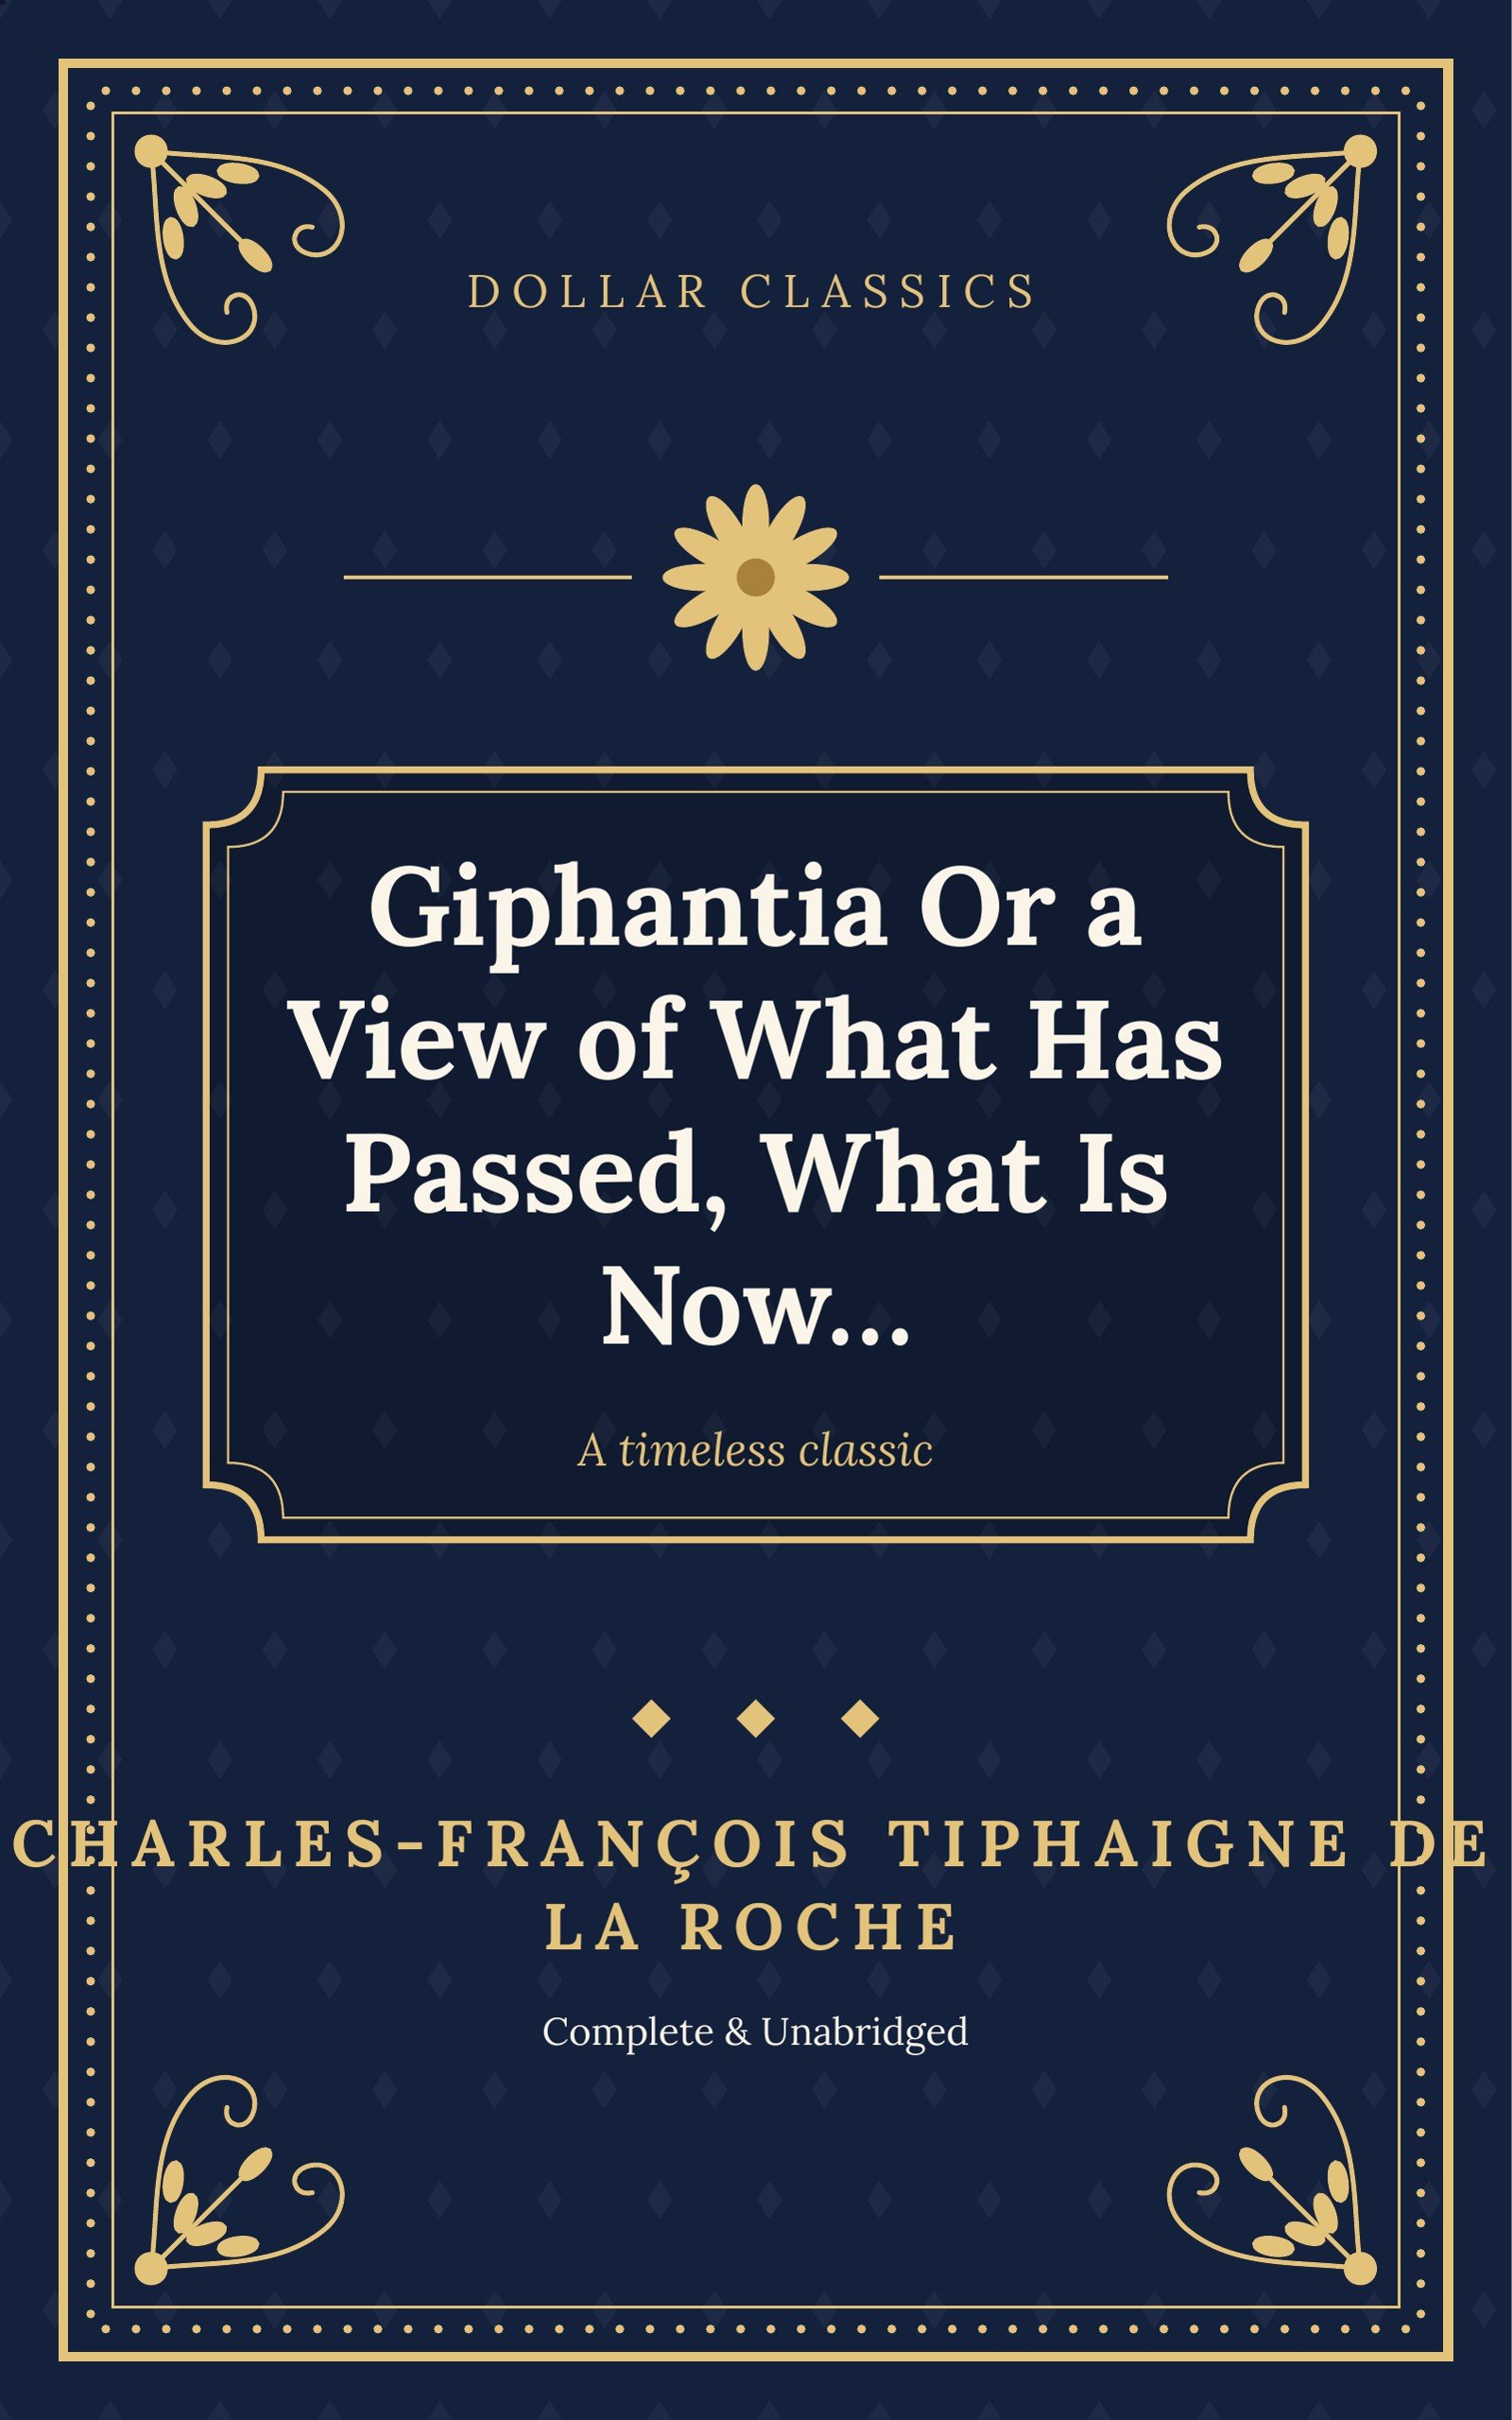 DOLLAR CLASSICS
Giphantia Or a
View of What Has
Passed, What Is
Now...
A timeless classic
CHARLES-FRANÇOIS TIPHAIGNE DE
LA ROCHE
Complete & Unabridged